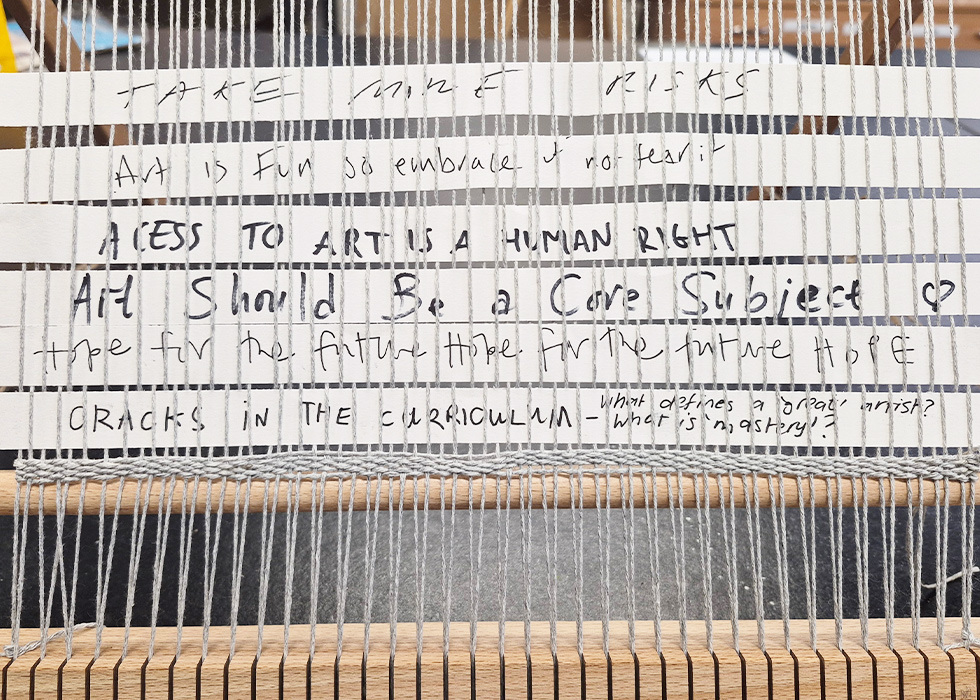 TAKE MORE RISKS
Art is Fun so embrace it no fear it
ACESS TO ART IS A HUMAN RIGHT
Art Should Be a Core Subject ♡
Hope for the future Hope for the future HOPE
CRACKS IN THE CURRICULUM – What defines a great artist?
What is mastery?